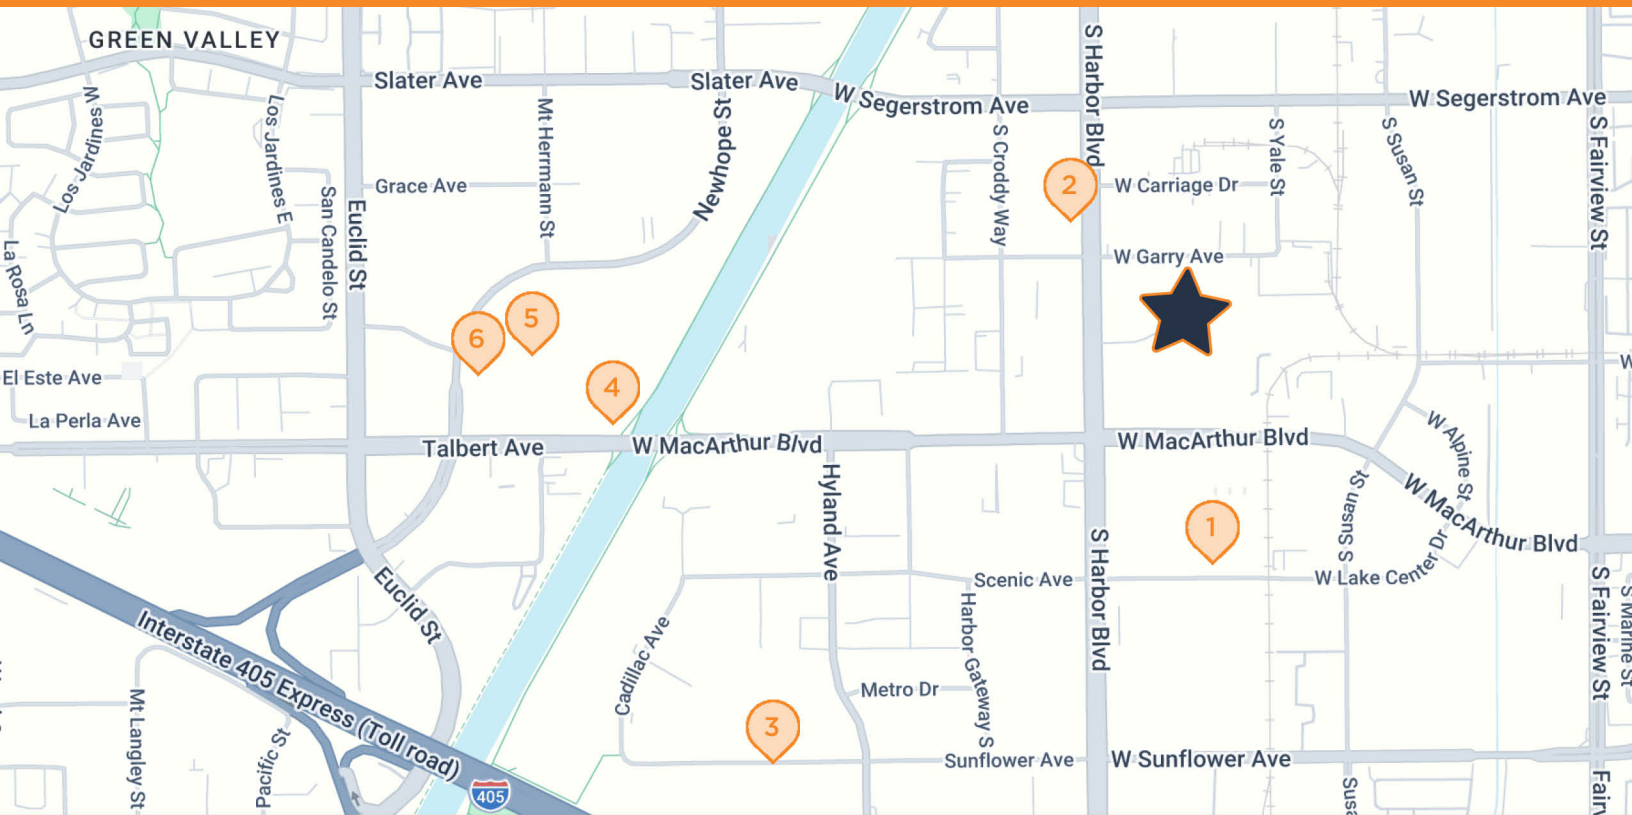 GREEN VALLEY
Slater Ave
Slater Ave
W Segerstrom Ave
W Segerstrom Ave
S Harbor Blvd
Los Jardines W
Los Jardines E
Mt Herrmann St
Newhope St
S Croddy Way
S Yale St
S Susan St
S Fairview St
2
W Carriage Dr
Grace Ave
San Candelo St
Euclid St
La Rosa Ln
W Garry Ave
5
6
4
El Este Ave
W
La Perla Ave
Talbert Ave
W MacArthur Blvd
W MacArthur Blvd
W Alpine St
W MacArthur Blvd
Hyland Ave
S Susan St
1
S Harbor Blvd
Scenic Ave
W Lake Center Dr
Euclid St
Interstate 405 Express (Toll road)
Cadillac Ave
Harbor Gateway S
S Fairview St
S Marine St
Metro Dr
Mt Langley St
Pacific St
3
Sunflower Ave
W Sunflower Ave
405
Susa
Fairv